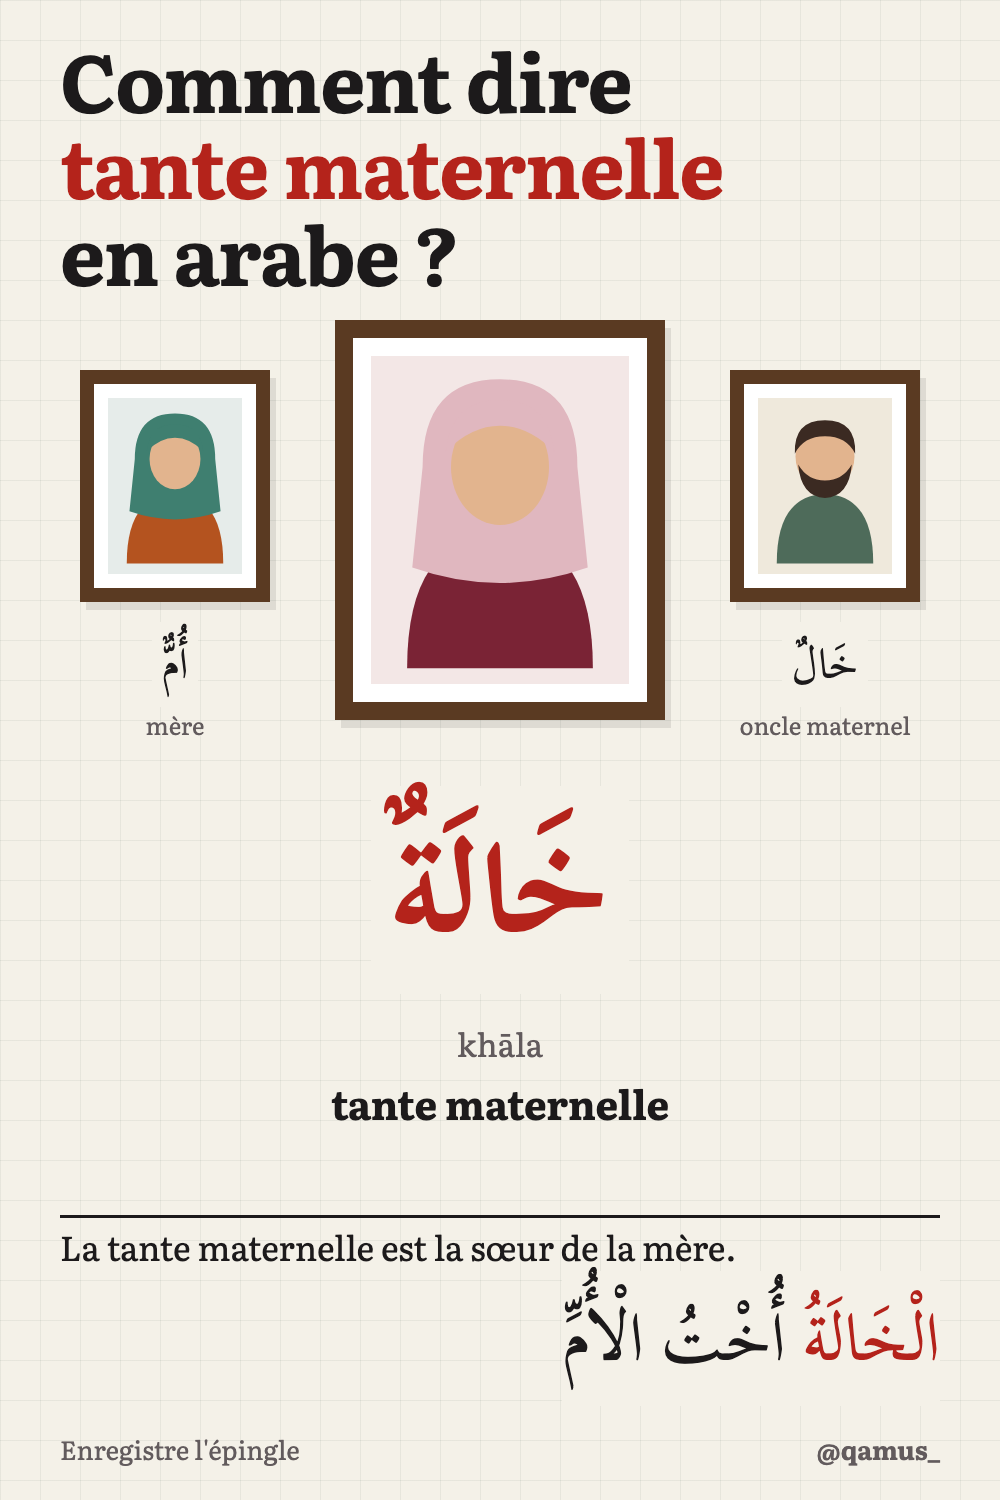 Comment dire
tante maternelle
en arabe ?
أُمٌّ
mère
خَالٌ
oncle maternel
خَالَةٌ
khāla
tante maternelle
La tante maternelle est la sœur de la mère.
الْخَالَةُ أُخْتُ الْأُمِّ
Enregistre l'épingle
@qamus_